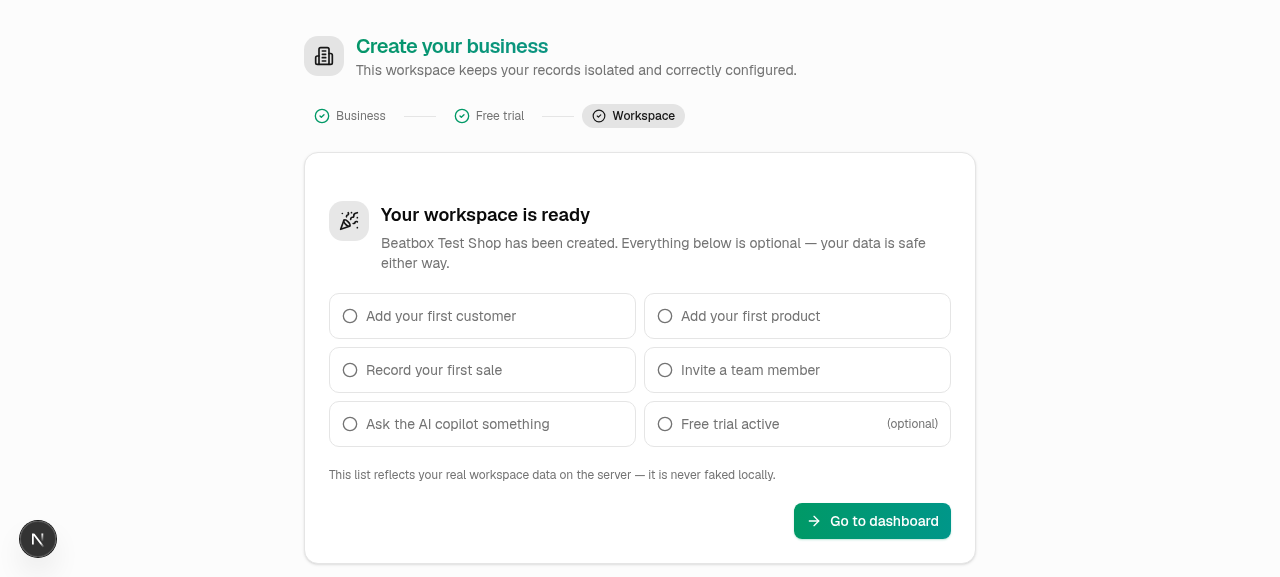 Create your business
This workspace keeps your records isolated and correctly configured.
Business
Free trial
Workspace
Your workspace is ready
Beatbox Test Shop has been created. Everything below is optional — your data is safe
either way.
Add your first customer
Add your first product
Record your first sale
Invite a team member
Ask the AI copilot something
Free trial active
(optional)
This list reflects your real workspace data on the server — it is never faked locally.
Go to dashboard
N